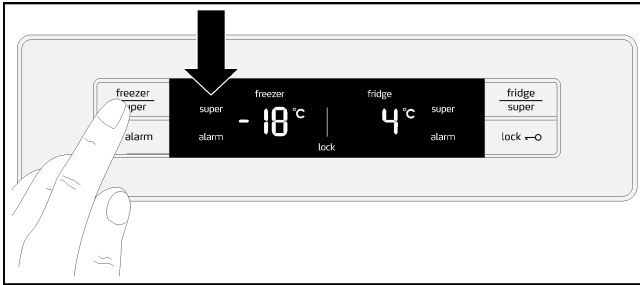 freezer
super
alarm
freezer
super
- 18 °C
alarm
lock
fridge
4 °C
super
alarm
fridge
super
lock